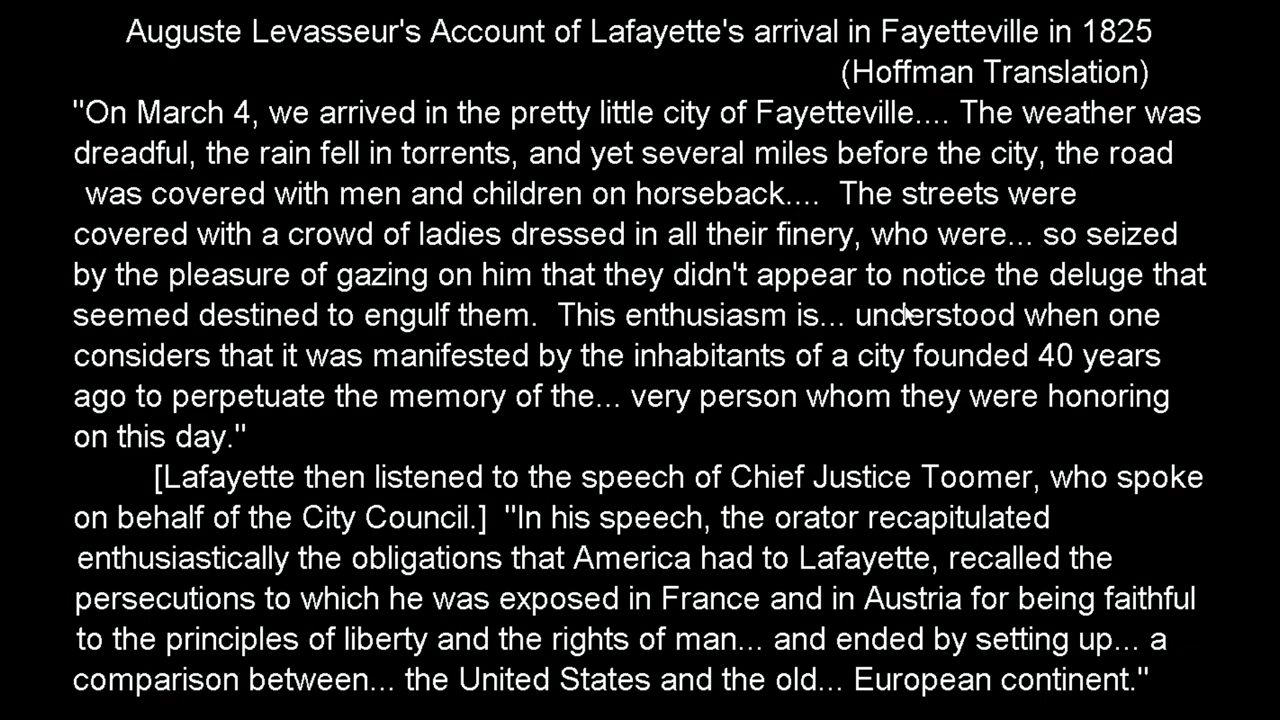 Auguste Levasseur's Account of Lafayette's arrival in Fayetteville in 1825
(Hoffman Translation)
"On March 4, we arrived in the pretty little city of Fayetteville.... The weather was
dreadful, the rain fell in torrents, and yet several miles before the city, the road
was covered with men and children on horseback.... The streets were
covered with a crowd of ladies dressed in all their finery, who were... so seized
by the pleasure of gazing on him that they didn't appear to notice the deluge that
seemed destined to engulf them. This enthusiasm is... understood when one
considers that it was manifested by the inhabitants of a city founded 40 years
ago to perpetuate the memory of the... very person whom they were honoring
on this day."
[Lafayette then listened to the speech of Chief Justice Toomer, who spoke
on behalf of the City Council.] "In his speech, the orator recapitulated
enthusiastically the obligations that America had to Lafayette, recalled the
persecutions to which he was exposed in France and in Austria for being faithful
to the principles of liberty and the rights of man... and ended by setting up... a
comparison between... the United States and the old... European continent."